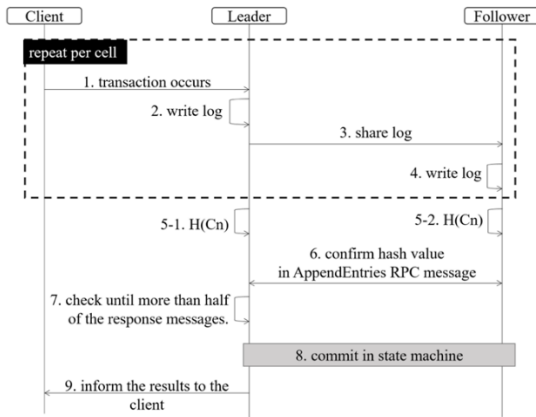 Client Leader Follower
repeat per cell
1. transaction occurs
2. write log
3. share log
4. write log
5-1. H(Cn)
5-2. H(Cn)
6. confirm hash value
in AppendEntries RPC message
7. check until more than half
of the response messages.
8. commit in state machine
9. inform the results to the
client